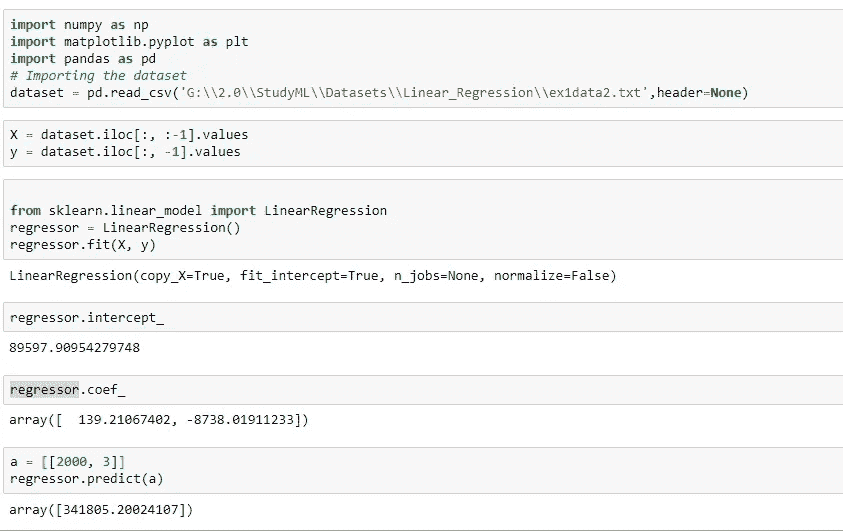 import numpy as np
import matplotlib.pyplot as plt
import pandas as pd
# Importing the dataset
dataset = pd.read_csv('G:\\2.0\\StudyML\\Datasets\\Linear_Regression\\ex1data2.txt',header=None)
X = dataset.iloc[:, :-1].values
y = dataset.iloc[:, -1].values
from sklearn.linear_model import LinearRegression
regressor = LinearRegression()
regressor.fit(X, y)
LinearRegression(copy_X=True, fit_intercept=True, n_jobs=None, normalize=False)
regressor.intercept_
89597.90954279748
regressor.coef_
array([  139.21067402, -8738.01911233])
a = [[2000, 3]]
regressor.predict(a)
array([341805.20024107])